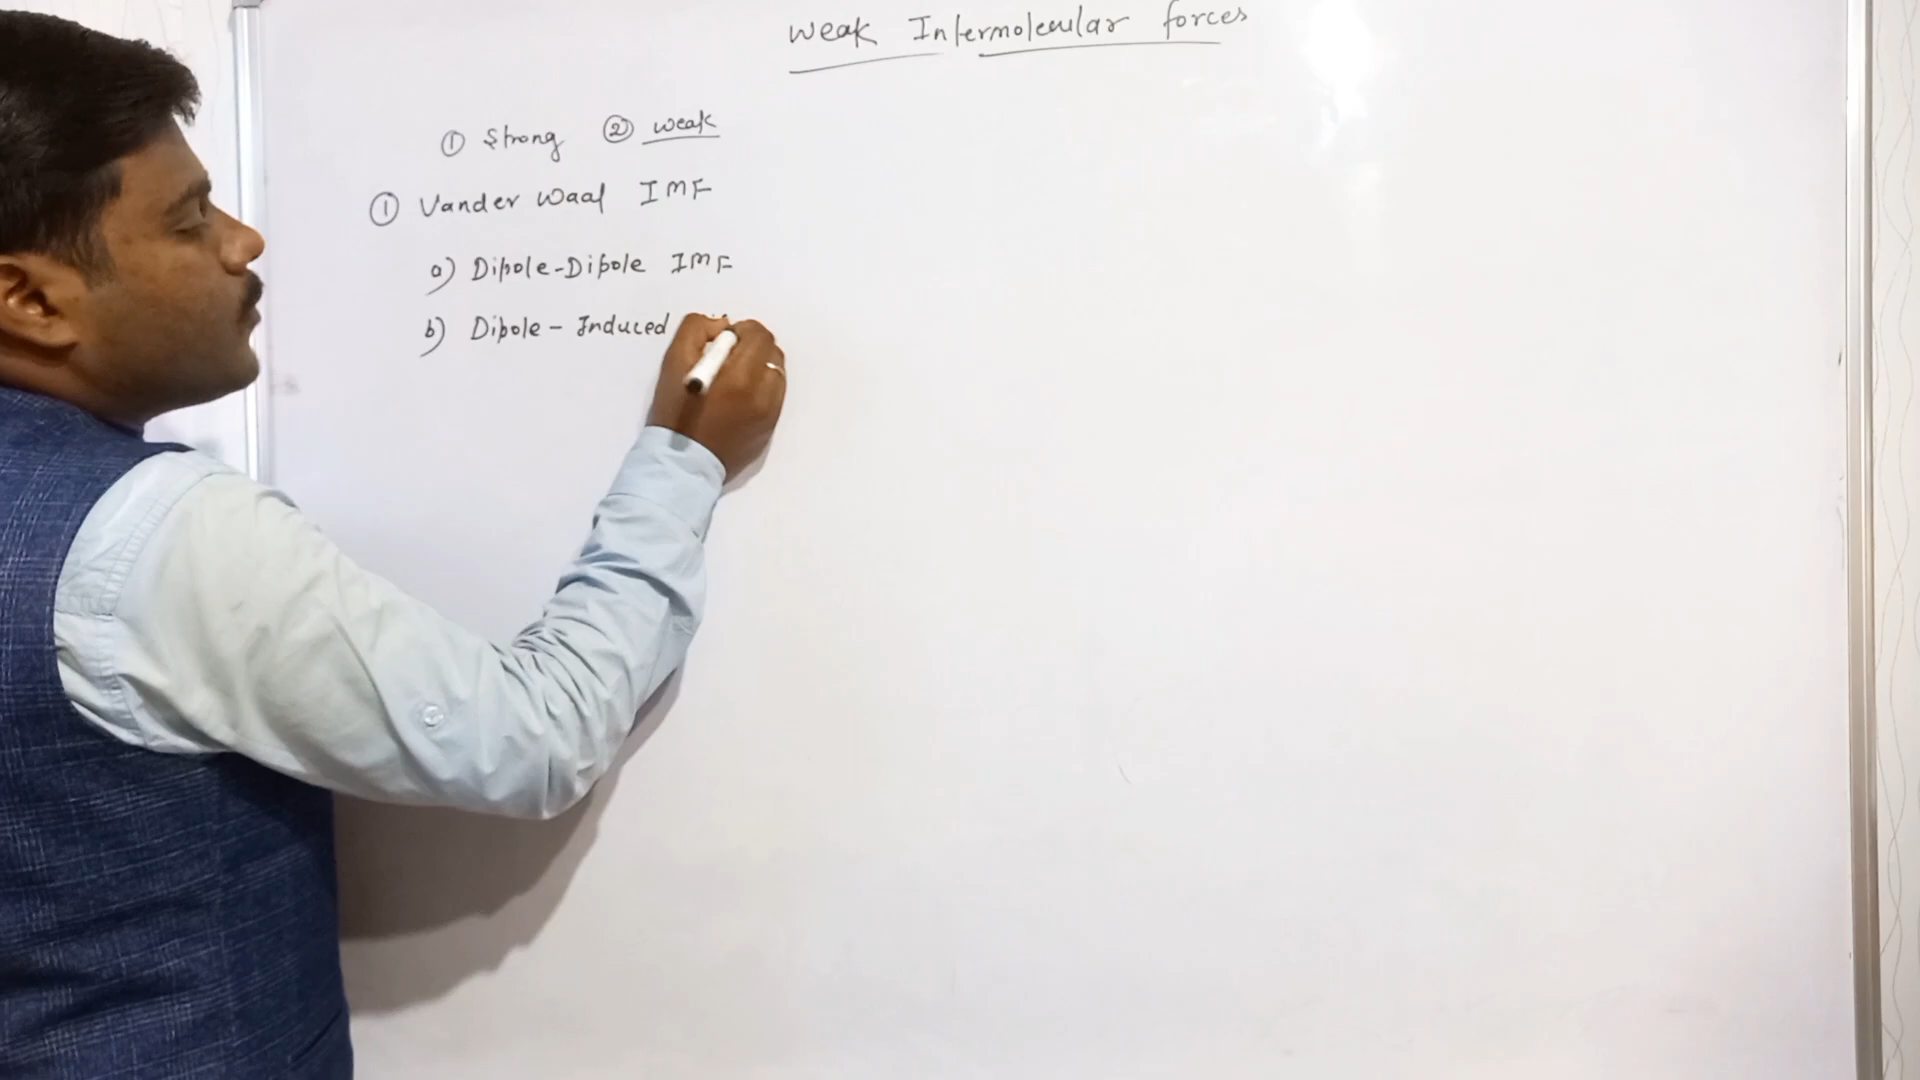 Weak Intermolecular forces
① Strong ② weak
① Vander Waal IMF
a) Dipole-Dipole IMF
b) Dipole - Induced